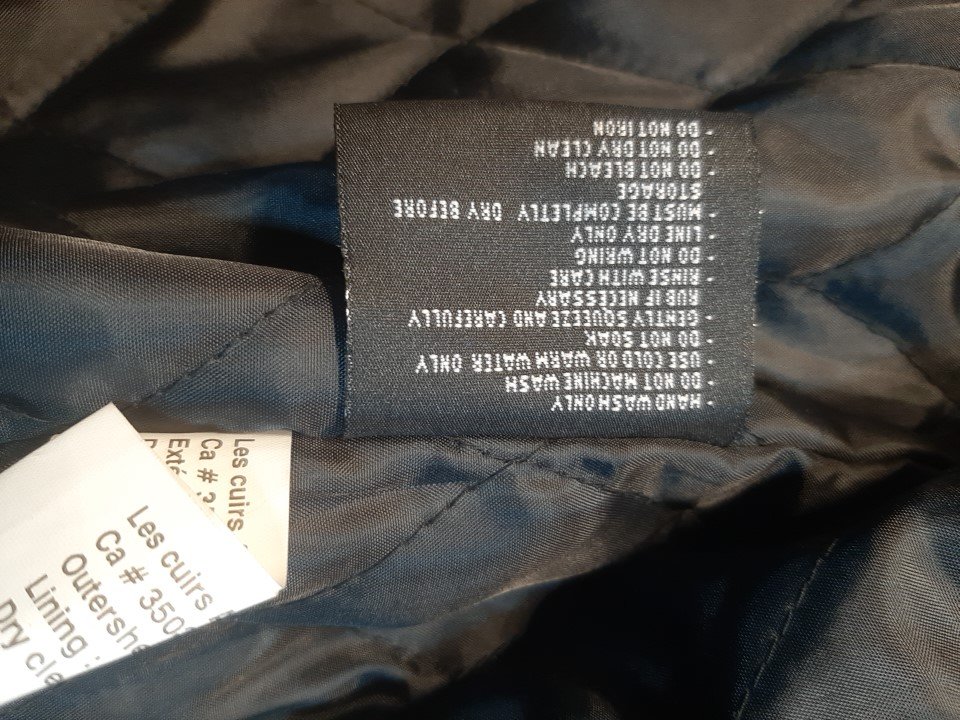 - HAND WASH ONLY
- DO NOT MACHINE WASH
- USE COLD OR WARM WATER ONLY
- DO NOT SOAK
- GENTLY SQUEEZE AND CAREFULLY
RUB IF NECESSARY
- RINSE WITH CARE
- DO NOT WRING
- LINE DRY ONLY
- MUST BE COMPLETLY DRY BEFORE
STORAGE
- DO NOT BLEACH
- DO NOT DRY CLEAN
- DO NOT IRON
Les cuirs
Ca # 350
Outershe
Lining :
Dry cle
Les cuirs
Ca # 3
Exté